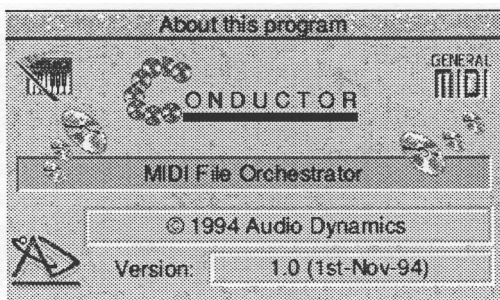 About this program
GENERAL
MIDI
CONDUCTOR
MIDI File Orchestrator
© 1994 Audio Dynamics
Version: 1.0 (1st-Nov-94)